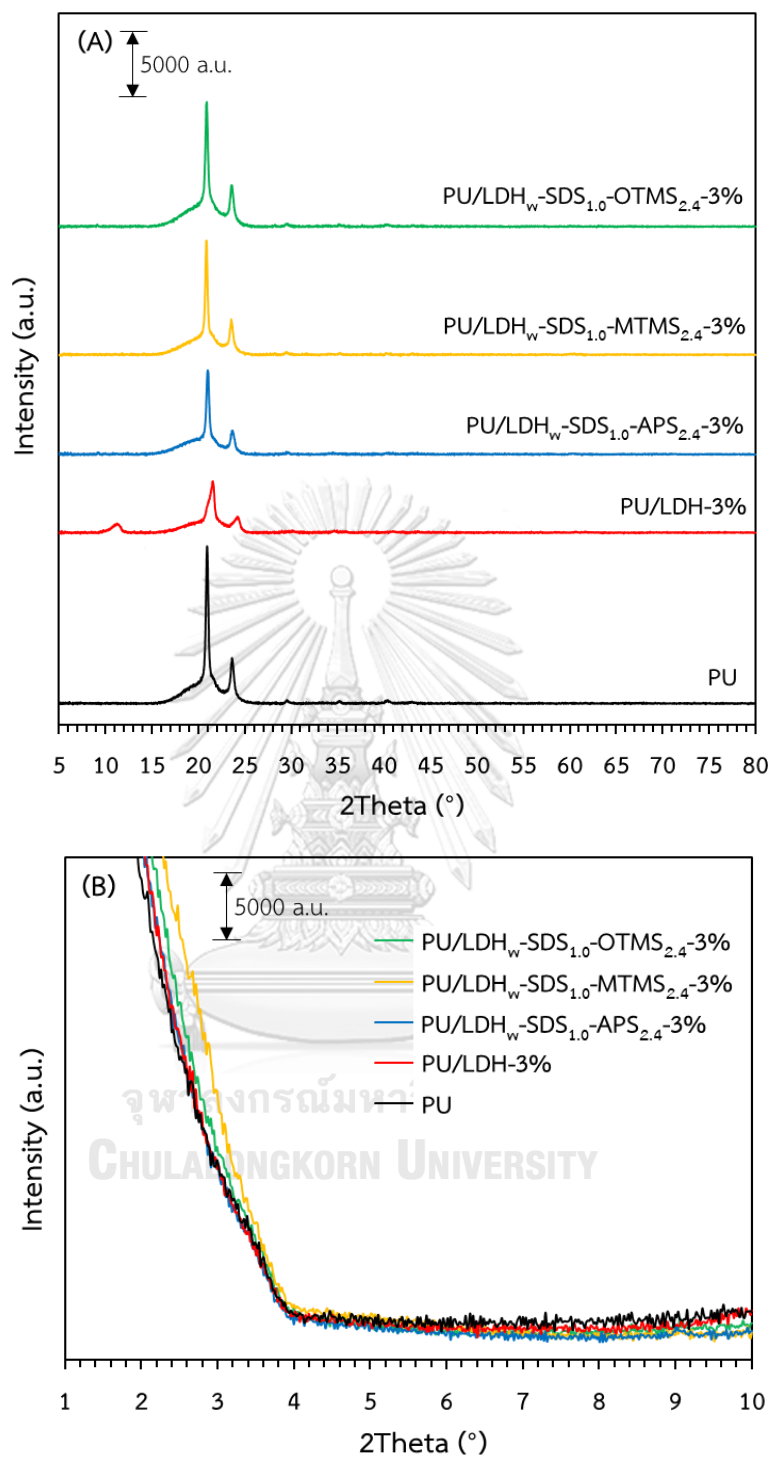 (A)
5000 a.u.
PU/LDHw-SDS1.0-OTMS2.4-3%
PU/LDHw-SDS1.0-MTMS2.4-3%
PU/LDHw-SDS1.0-APS2.4-3%
PU/LDH-3%
PU
Intensity (a.u.)
5 10 15 20 25 30 35 40 45 50 55 60 65 70 75 80
2Theta (°)
(B)
5000 a.u.
PU/LDHw-SDS1.0-OTMS2.4-3%
PU/LDHw-SDS1.0-MTMS2.4-3%
PU/LDHw-SDS1.0-APS2.4-3%
PU/LDH-3%
PU
Intensity (a.u.)
CHULALONGKORN UNIVERSITY
1 2 3 4 5 6 7 8 9 10
2Theta (°)